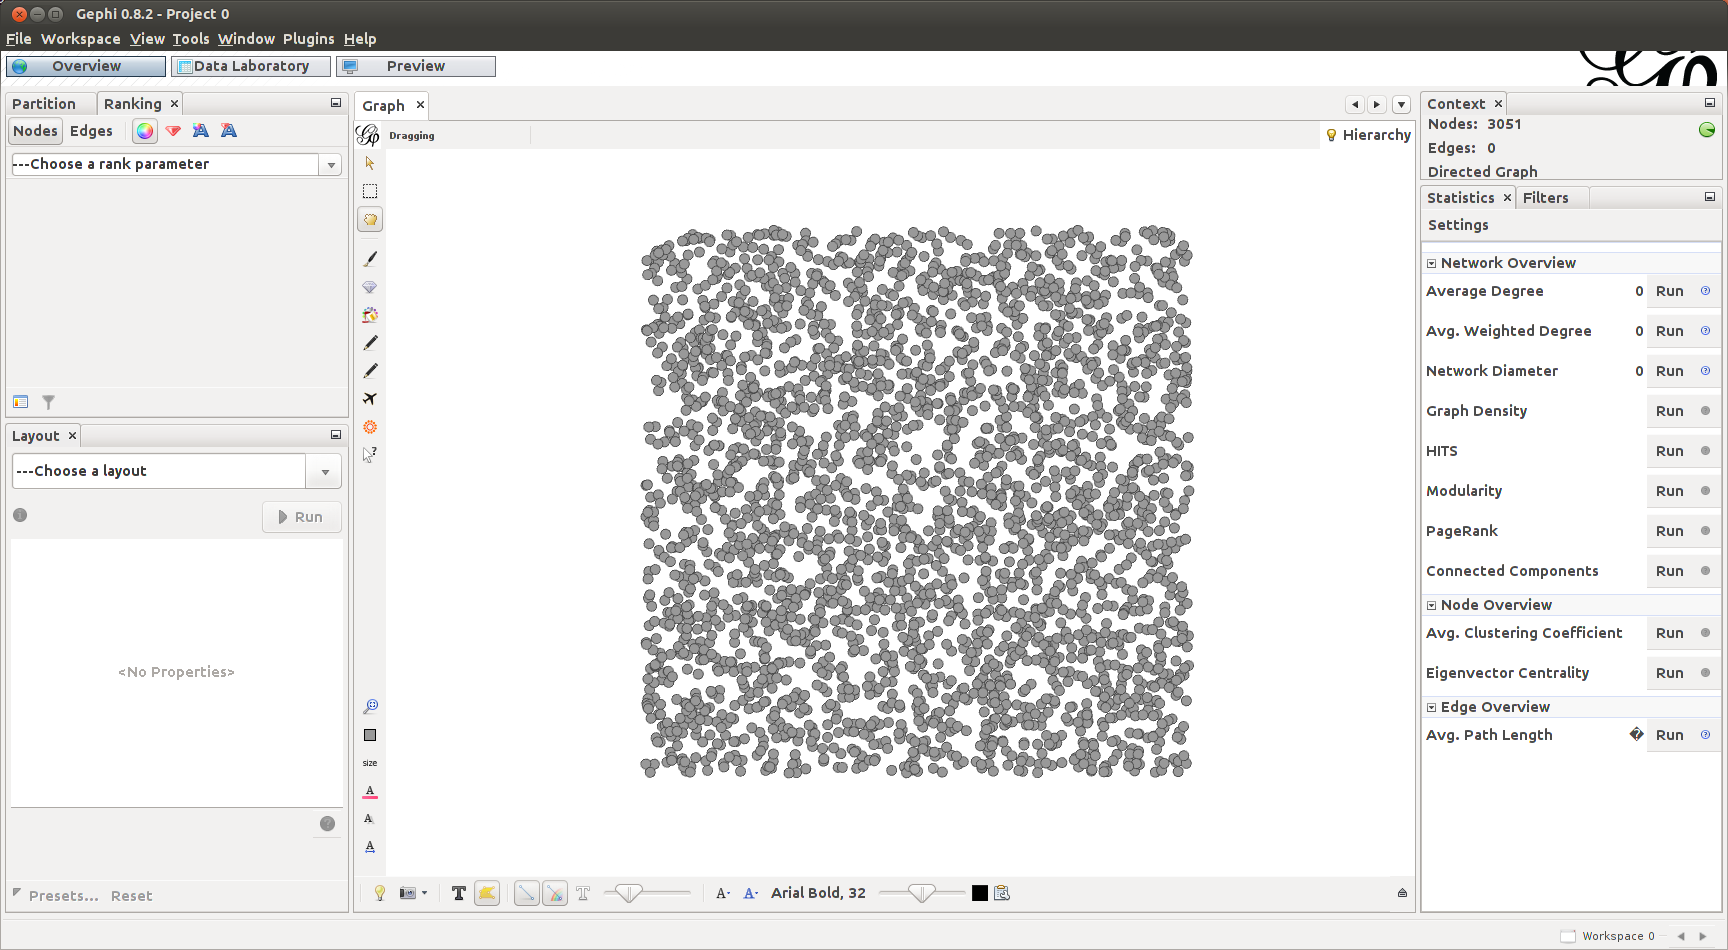 Gephi 0.8.2 - Project 0
File Workspace View Tools Window Plugins Help
Overview Data Laboratory Preview
Partition Ranking
Nodes Edges
---Choose a rank parameter
Layout
---Choose a layout
Run
<No Properties>
Presets... Reset
Graph
Dragging
Hierarchy
size
Arial Bold, 32
Context
Nodes: 3051
Edges: 0
Directed Graph
Statistics Filters
Settings
Network Overview
Average Degree 0 Run
Avg. Weighted Degree 0 Run
Network Diameter 0 Run
Graph Density Run
HITS Run
Modularity Run
PageRank Run
Connected Components Run
Node Overview
Avg. Clustering Coefficient Run
Eigenvector Centrality Run
Edge Overview
Avg. Path Length � Run
Workspace 0